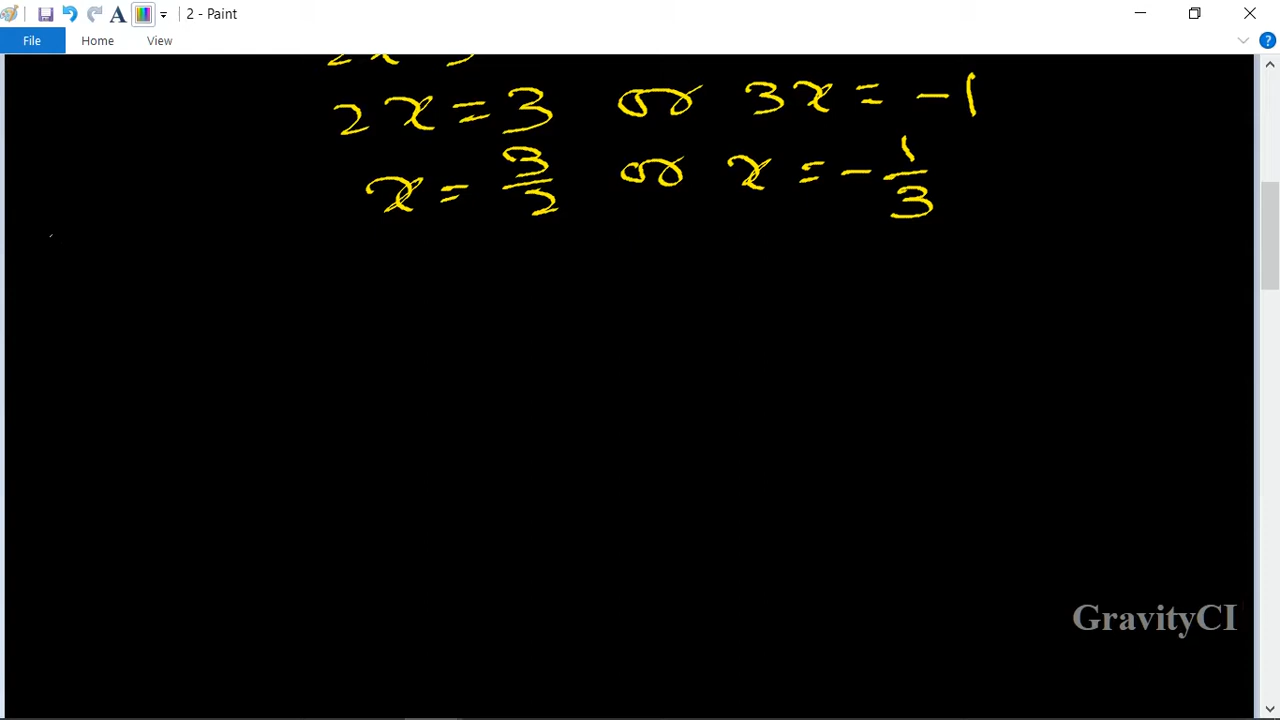 2 - Paint
File Home View
2x = 3 or 3x = -1
x = 3/2 or x = -1/3
GravityCI